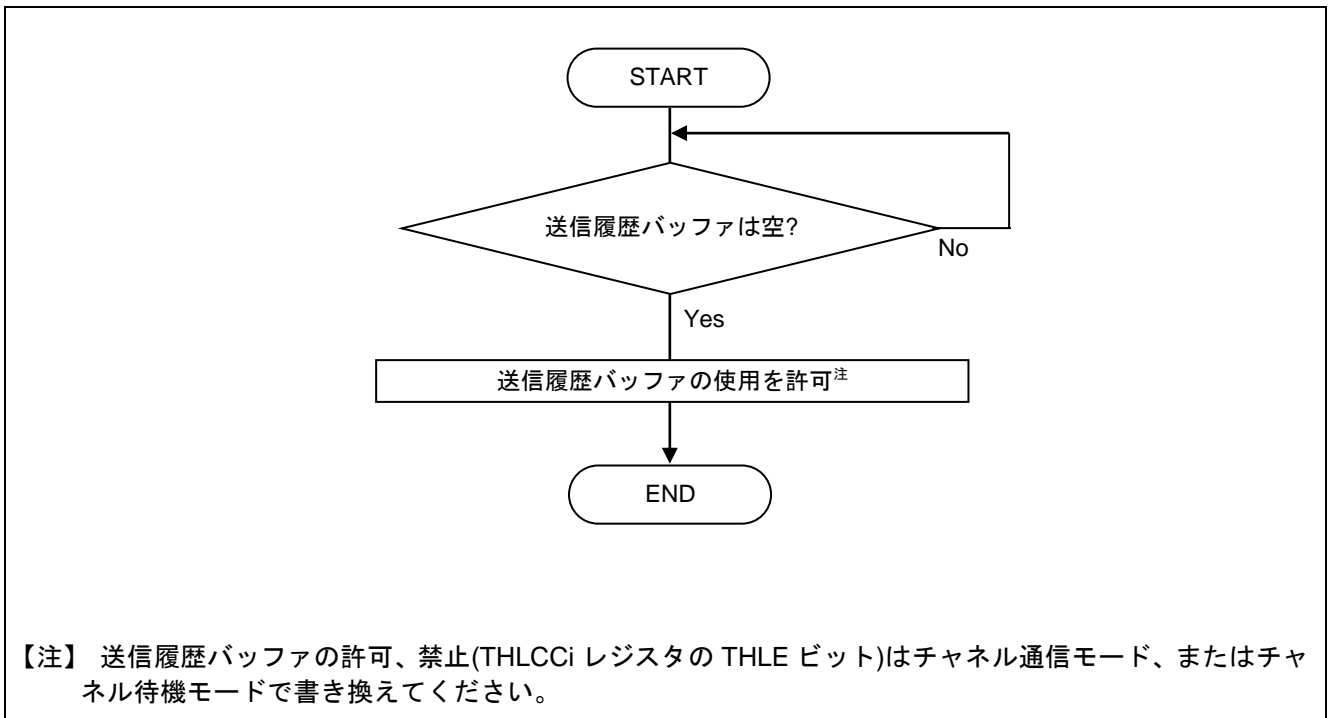 START
送信履歴バッファは空?
No
Yes
送信履歴バッファの使用を許可注
END
【注】 送信履歴バッファの許可、禁止(THLCCi レジスタの THLE ビット)はチャネル通信モード、またはチャ
ネル待機モードで書き換えてください。